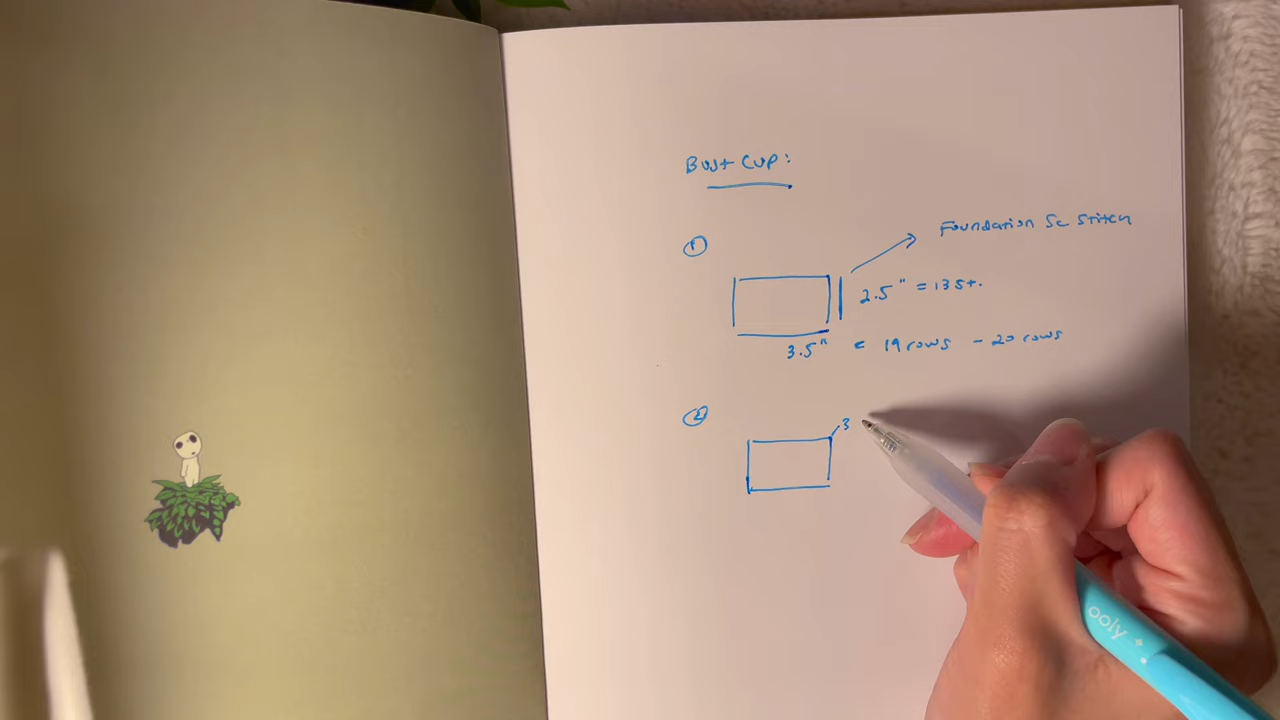 Bust Cup:
1
Foundation Sc Stitch
2.5" = 13 St.
3.5" = 19 rows - 20 rows
2
3
ooly